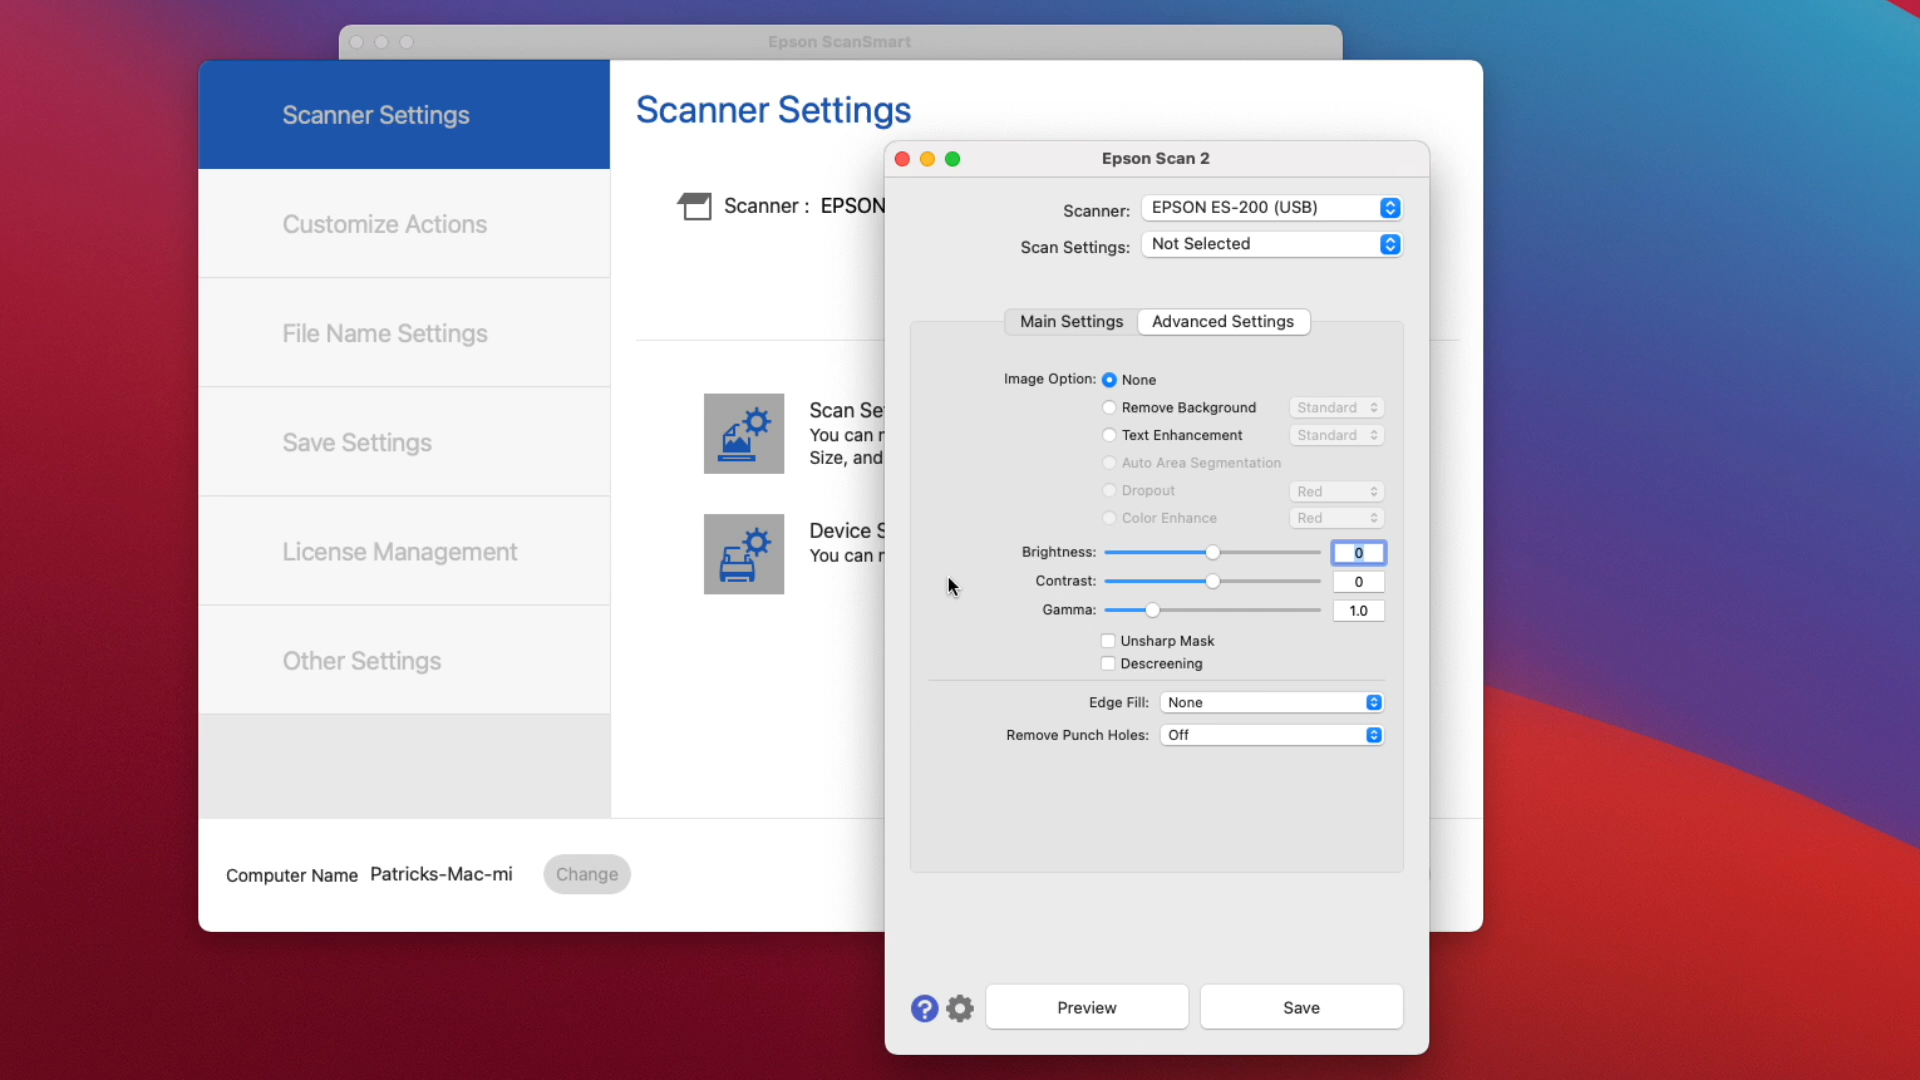 Epson ScanSmart
Scanner Settings
Customize Actions
File Name Settings
Save Settings
License Management
Other Settings
Scanner Settings
Scanner : EPSON
Scan Se
You can
Size, and
Device S
You can
Computer Name Patricks-Mac-mi Change
Epson Scan 2
Scanner: EPSON ES-200 (USB)
Scan Settings: Not Selected
Main Settings Advanced Settings
Image Option: None
Remove Background Standard
Text Enhancement Standard
Auto Area Segmentation
Dropout Red
Color Enhance Red
Brightness: 0
Contrast: 0
Gamma: 1.0
Unsharp Mask
Descreening
Edge Fill: None
Remove Punch Holes: Off
? Preview Save